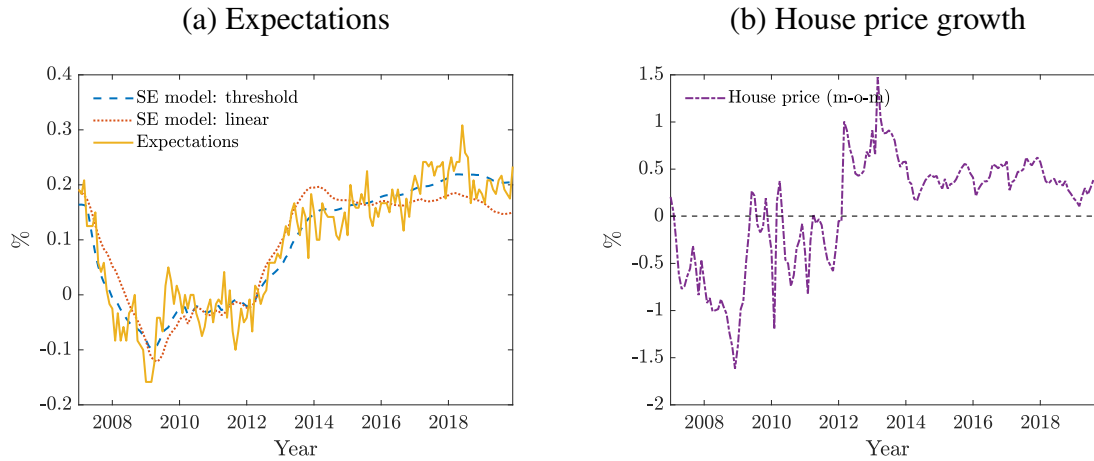 (a) Expectations
0.4
0.3
0.2
0.1
0
-0.1
-0.2
%
SE model: threshold
SE model: linear
Expectations
2008 2010 2012 2014 2016 2018
Year
(b) House price growth
1.5
1
0.5
0
-0.5
-1
-1.5
-2
%
House price (m-o-m)
2008 2010 2012 2014 2016 2018
Year